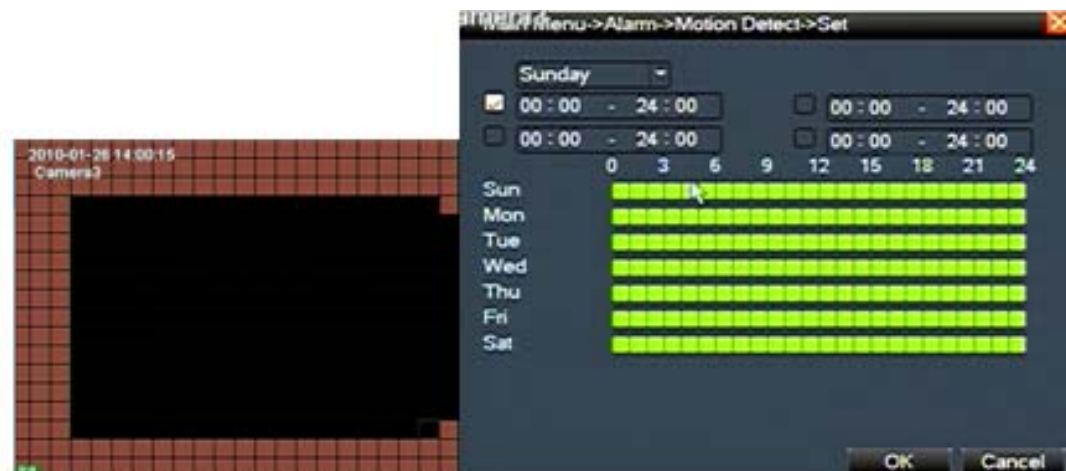 2010-01-26 14:00:15
Camera3
Main Menu->Alarm->Motion Detect->Set
Sunday
00:00 - 24:00 00:00 - 24:00
00:00 - 24:00 00:00 - 24:00
0 3 6 9 12 15 18 21 24
Sun
Mon
Tue
Wed
Thu
Fri
Sat
OK Cancel